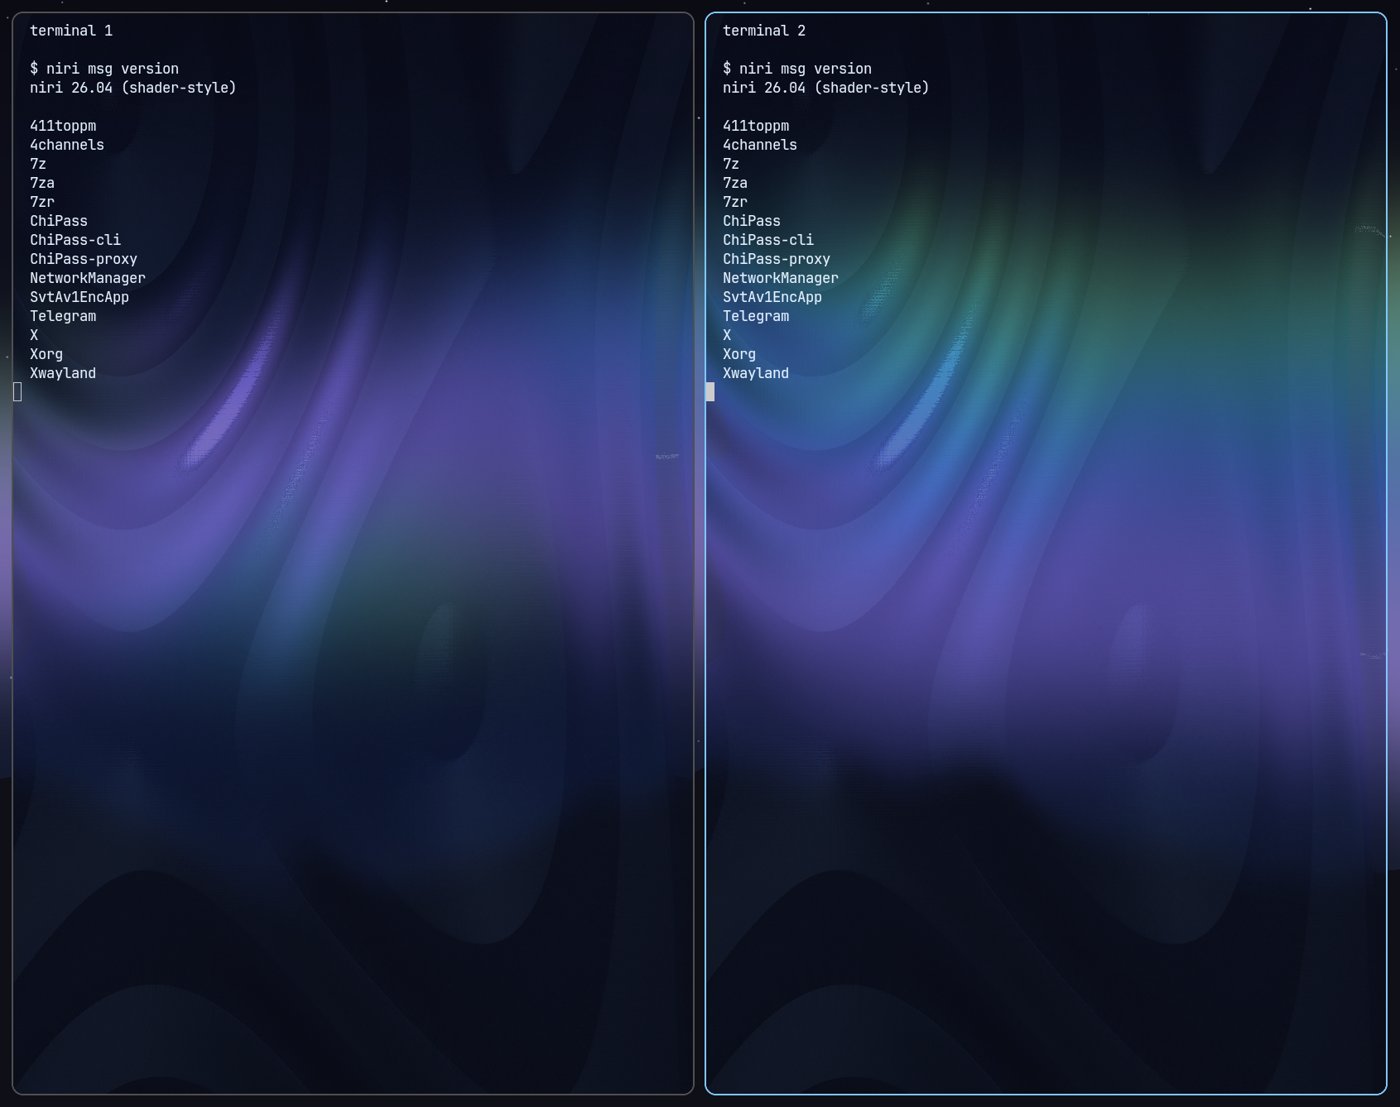 terminal 1
$ niri msg version
niri 26.04 (shader-style)
411toppm
4channels
7z
7za
7zr
ChiPass
ChiPass-cli
ChiPass-proxy
NetworkManager
SvtAv1EncApp
Telegram
X
Xorg
Xwayland
terminal 2
$ niri msg version
niri 26.04 (shader-style)
411toppm
4channels
7z
7za
7zr
ChiPass
ChiPass-cli
ChiPass-proxy
NetworkManager
SvtAv1EncApp
Telegram
X
Xorg
Xwayland